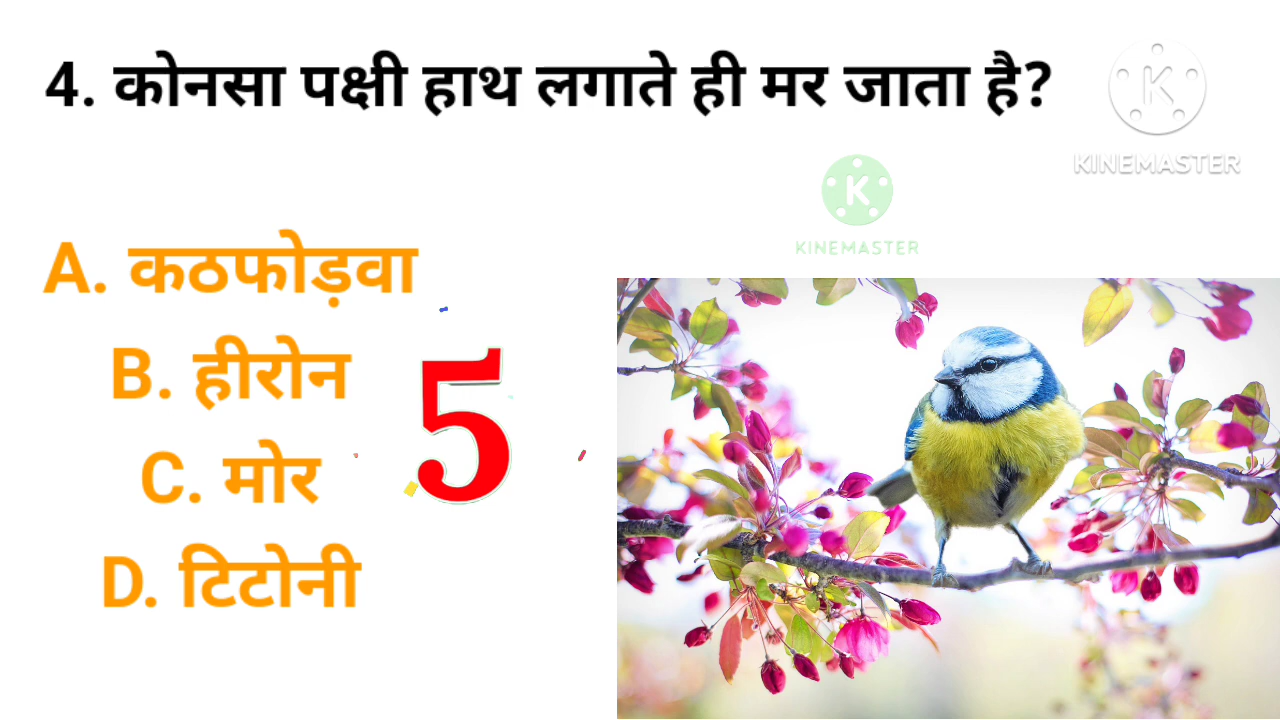 4. कोनसा पक्षी हाथ लगाते ही मर जाता है?
K
KINEMASTER
K
KINEMASTER
A. कठफोड़वा
B. हीरोन
5
C. मोर
D. टिटोनी